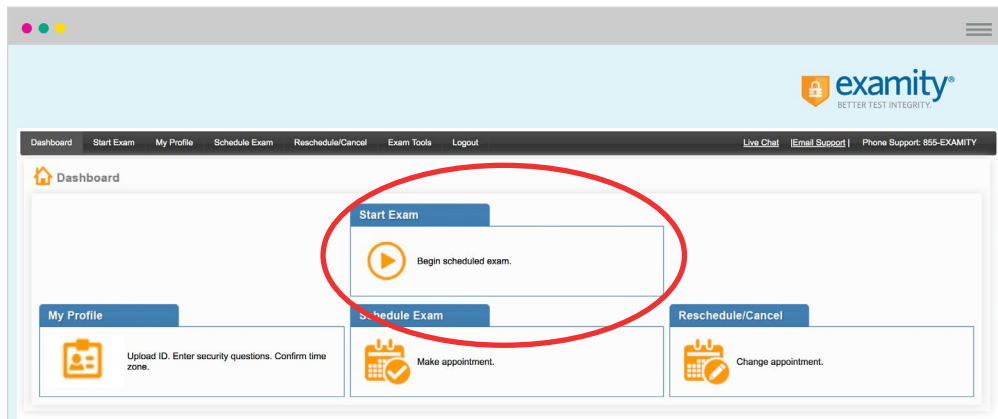 examity®
BETTER TEST INTEGRITY.
Dashboard Start Exam My Profile Schedule Exam Reschedule/Cancel Exam Tools Logout Live Chat |Email Support | Phone Support: 855-EXAMITY
Dashboard
Start Exam
Begin scheduled exam.
My Profile
Upload ID. Enter security questions. Confirm time
zone.
Schedule Exam
Make appointment.
Reschedule/Cancel
Change appointment.